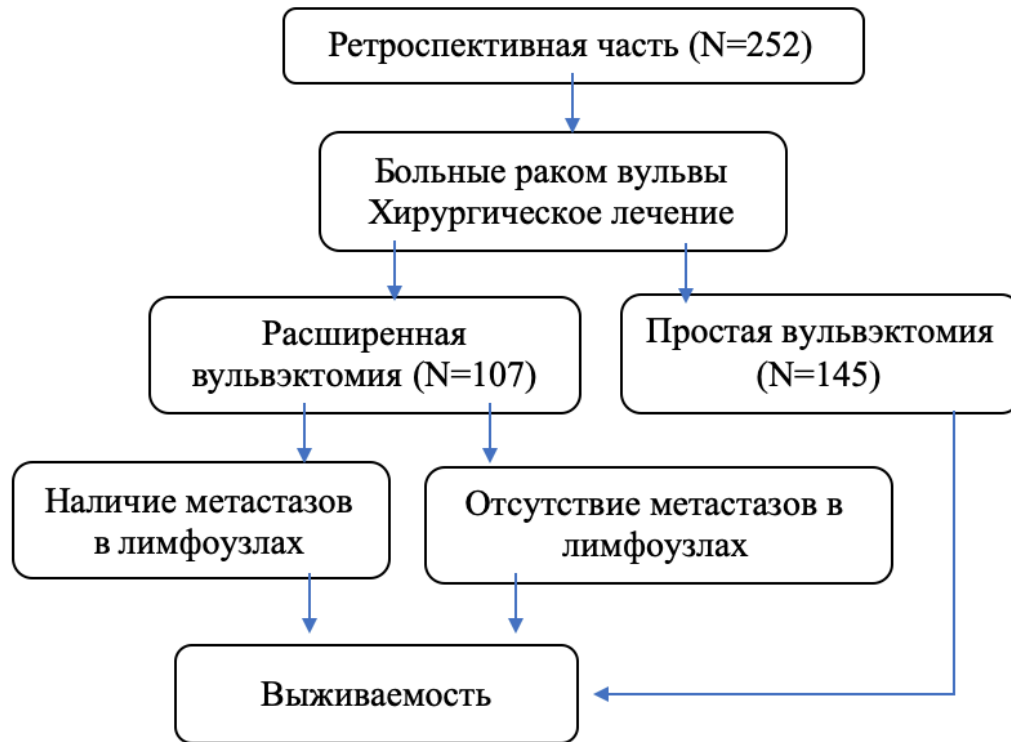 Ретроспективная часть (N=252)
Больные раком вульвы
Хирургическое лечение
Расширенная
вульвэктомия (N=107)
Простая вульвэктомия
(N=145)
Наличие метастазов
в лимфоузлах
Отсутствие метастазов в
лимфоузлах
Выживаемость